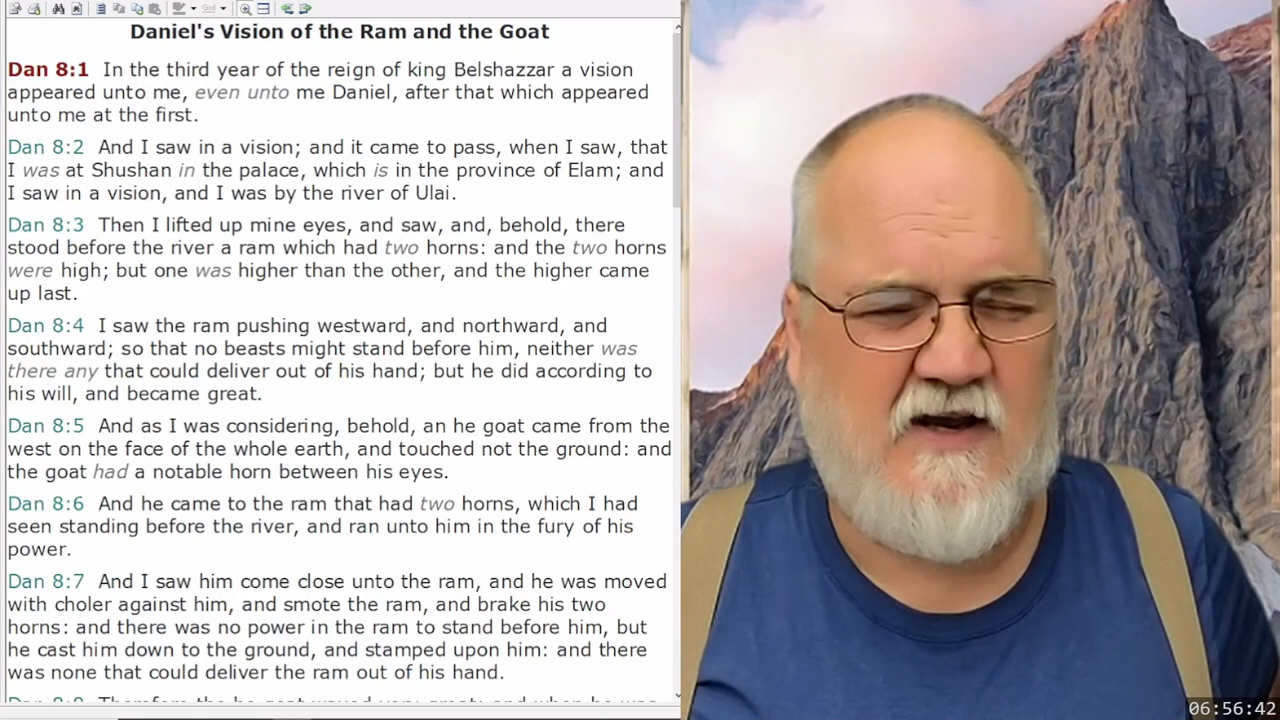 Daniel's Vision of the Ram and the Goat
Dan 8:1 In the third year of the reign of king Belshazzar a vision
appeared unto me, even unto me Daniel, after that which appeared
unto me at the first.
Dan 8:2 And I saw in a vision; and it came to pass, when I saw, that
I was at Shushan in the palace, which is in the province of Elam; and
I saw in a vision, and I was by the river of Ulai.
Dan 8:3 Then I lifted up mine eyes, and saw, and, behold, there
stood before the river a ram which had two horns: and the two horns
were high; but one was higher than the other, and the higher came
up last.
Dan 8:4 I saw the ram pushing westward, and northward, and
southward; so that no beasts might stand before him, neither was
there any that could deliver out of his hand; but he did according to
his will, and became great.
Dan 8:5 And as I was considering, behold, an he goat came from the
west on the face of the whole earth, and touched not the ground: and
the goat had a notable horn between his eyes.
Dan 8:6 And he came to the ram that had two horns, which I had
seen standing before the river, and ran unto him in the fury of his
power.
Dan 8:7 And I saw him come close unto the ram, and he was moved
with choler against him, and smote the ram, and brake his two
horns: and there was no power in the ram to stand before him, but
he cast him down to the ground, and stamped upon him: and there
was none that could deliver the ram out of his hand.
06:56:42